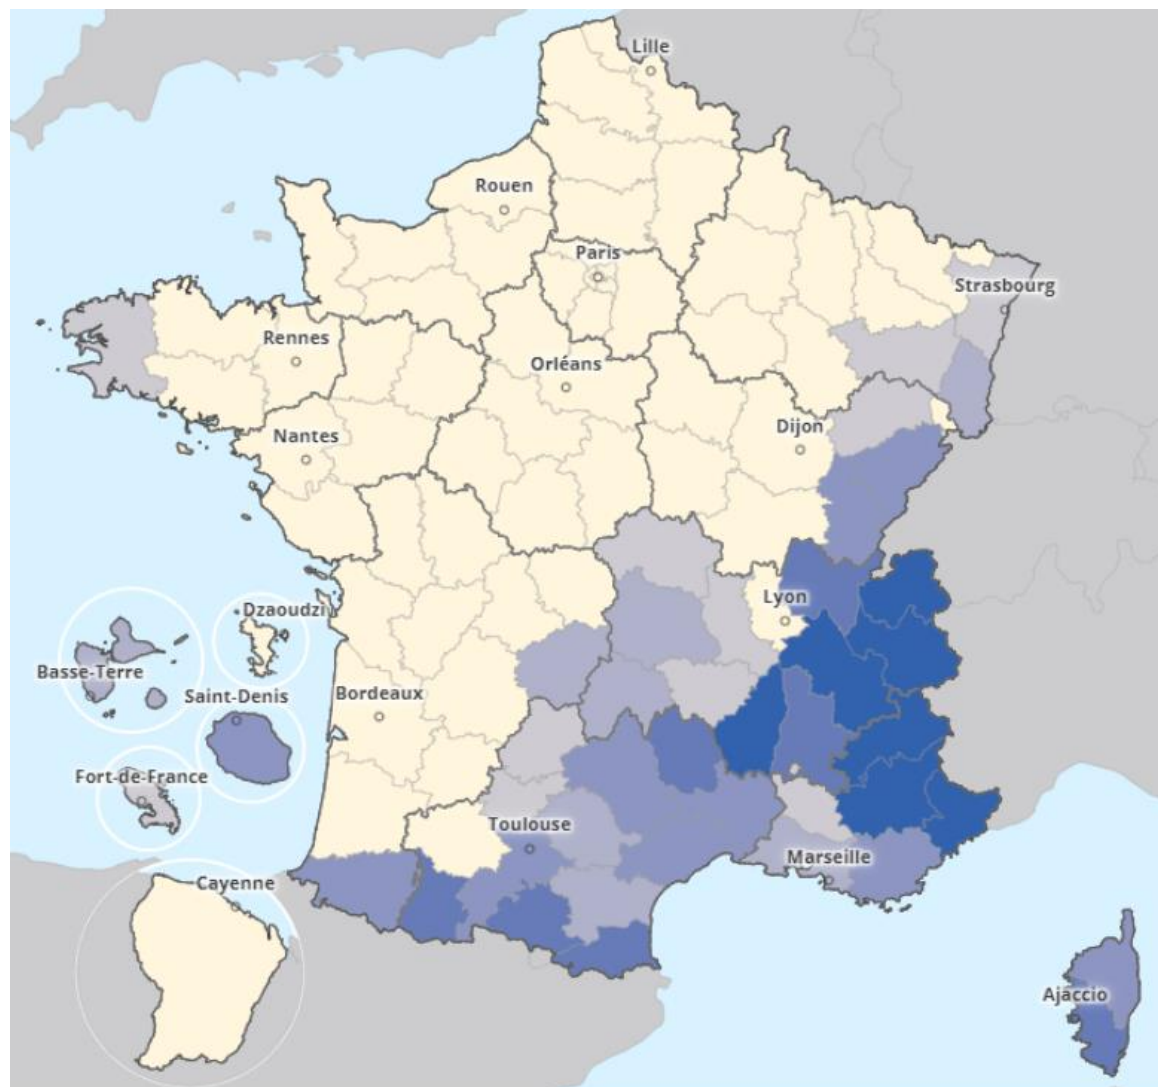 Lille
Rouen
Paris
Strasbourg
Rennes
Orléans
Nantes
Dijon
Lyon
Dzaoudzi
Basse-Terre
Saint-Denis
Bordeaux
Fort-de-France
Toulouse
Marseille
Cayenne
Ajaccio